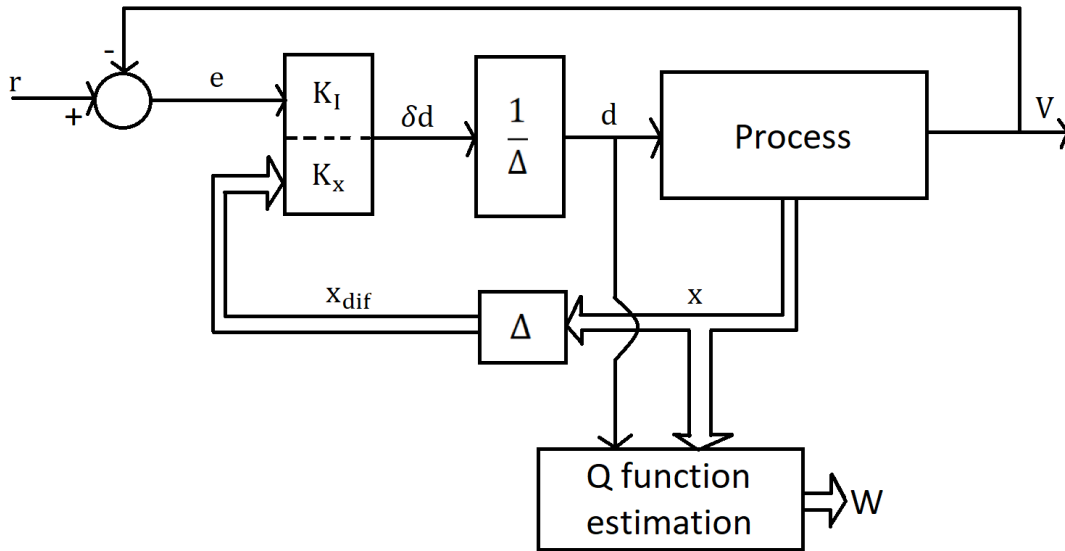 -
r
+
e
K_I
K_x
δd
1
Δ
d
Process
V
x_dif
Δ
x
Q function
estimation
W